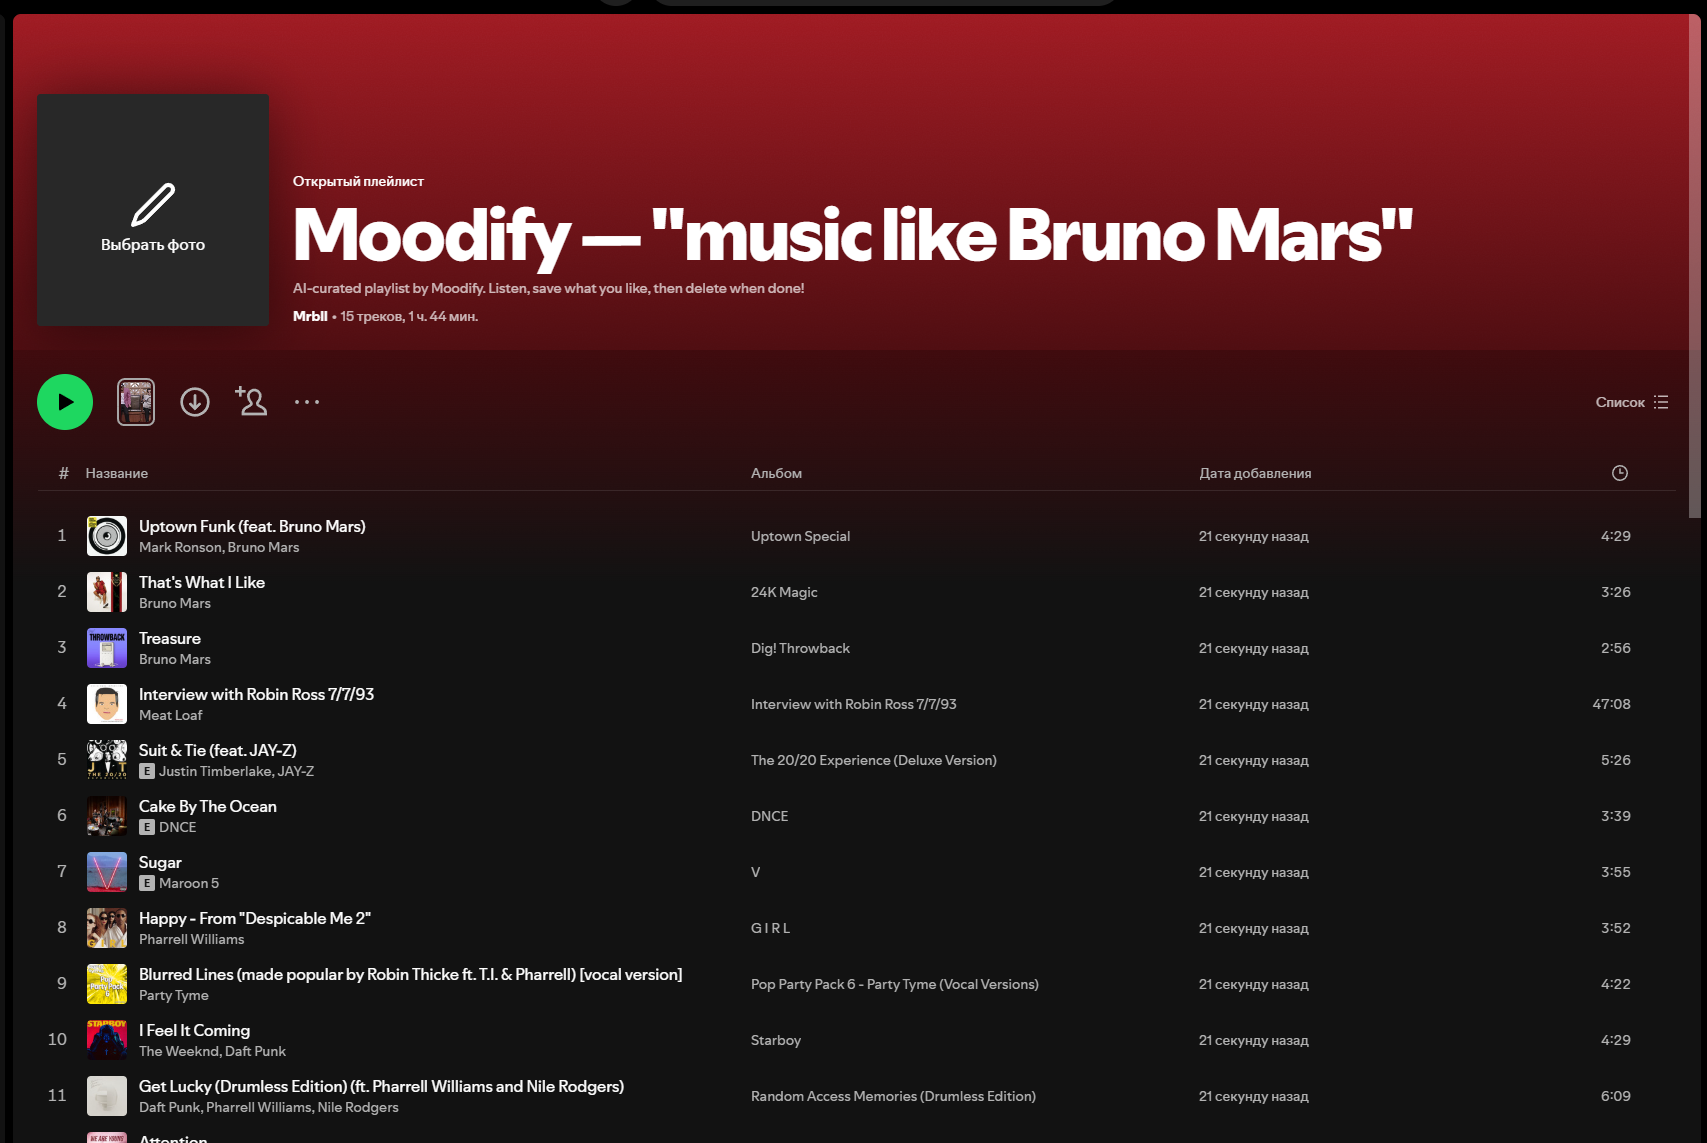 Выбрать фото
Открытый плейлист
Moodify — "music like Bruno Mars"
AI-curated playlist by Moodify. Listen, save what you like, then delete when done!
Mrbll • 15 треков, 1 ч. 44 мин.
Список
# Название Альбом Дата добавления
1 Uptown Funk (feat. Bruno Mars) Uptown Special 21 секунду назад 4:29
Mark Ronson, Bruno Mars
2 That's What I Like 24K Magic 21 секунду назад 3:26
Bruno Mars
THROWBACK
3 Treasure Dig! Throwback 21 секунду назад 2:56
Bruno Mars
4 Interview with Robin Ross 7/7/93 Interview with Robin Ross 7/7/93 21 секунду назад 47:08
Meat Loaf
5 Suit & Tie (feat. JAY-Z) The 20/20 Experience (Deluxe Version) 21 секунду назад 5:26
E Justin Timberlake, JAY-Z
6 Cake By The Ocean DNCE 21 секунду назад 3:39
E DNCE
7 Sugar V 21 секунду назад 3:55
E Maroon 5
8 Happy - From "Despicable Me 2" G I R L 21 секунду назад 3:52
Pharrell Williams
9 Blurred Lines (made popular by Robin Thicke ft. T.I. & Pharrell) [vocal version] Pop Party Pack 6 - Party Tyme (Vocal Versions) 21 секунду назад 4:22
Party Tyme
STARBOY
10 I Feel It Coming Starboy 21 секунду назад 4:29
The Weeknd, Daft Punk
11 Get Lucky (Drumless Edition) (ft. Pharrell Williams and Nile Rodgers) Random Access Memories (Drumless Edition) 21 секунду назад 6:09
Daft Punk, Pharrell Williams, Nile Rodgers
WE ARE YOUNG
Attention